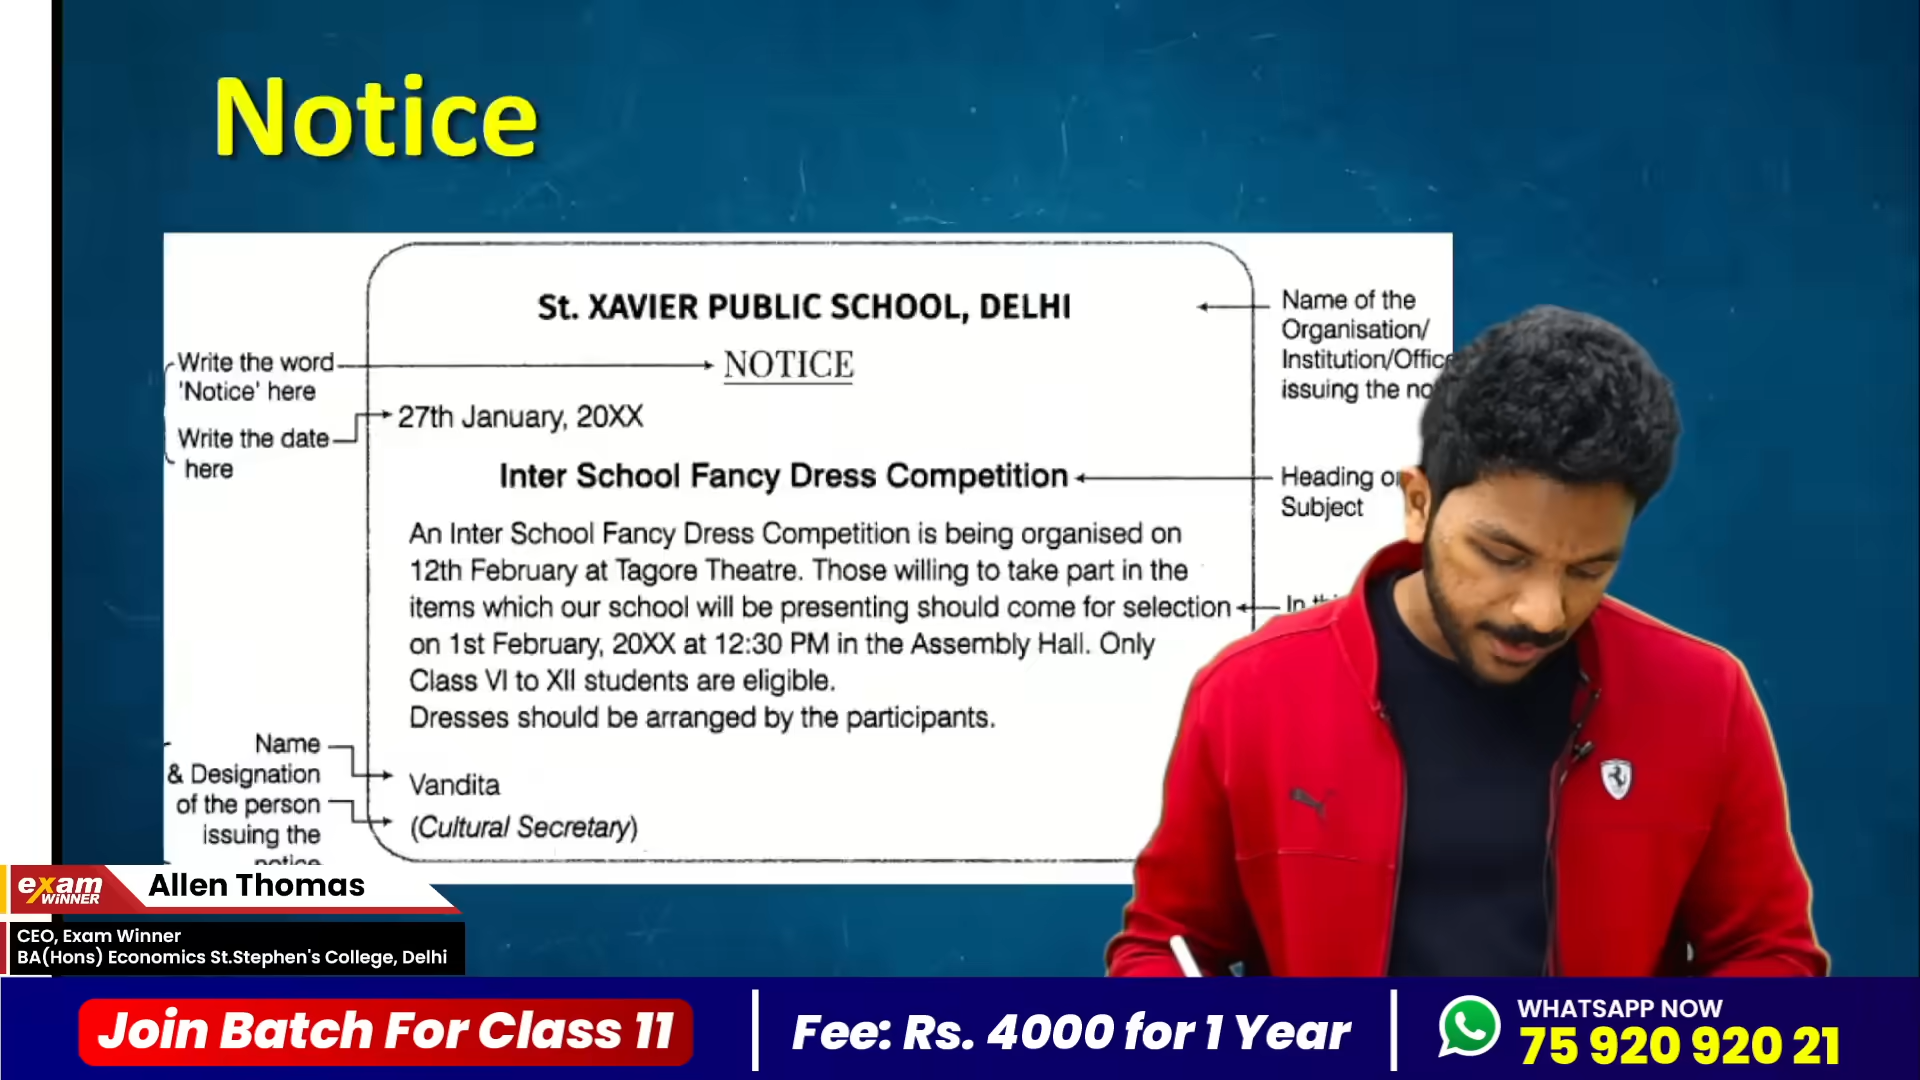 Notice
St. XAVIER PUBLIC SCHOOL, DELHI
NOTICE
27th January, 20XX
Inter School Fancy Dress Competition
An Inter School Fancy Dress Competition is being organised on
12th February at Tagore Theatre. Those willing to take part in the
items which our school will be presenting should come for selection
on 1st February, 20XX at 12:30 PM in the Assembly Hall. Only
Class VI to XII students are eligible.
Dresses should be arranged by the participants.
Vandita
(Cultural Secretary)
Write the word
'Notice' here
Write the date
here
Name
& Designation
of the person
issuing the
notice
Name of the
Organisation/
Institution/Office
issuing the
Heading or
Subject
In
exam
WINNER
Allen Thomas
CEO, Exam Winner
BA(Hons) Economics St.Stephen's College, Delhi
Join Batch For Class 11
Fee: Rs. 4000 for 1 Year
WHATSAPP NOW
75 920 920 21